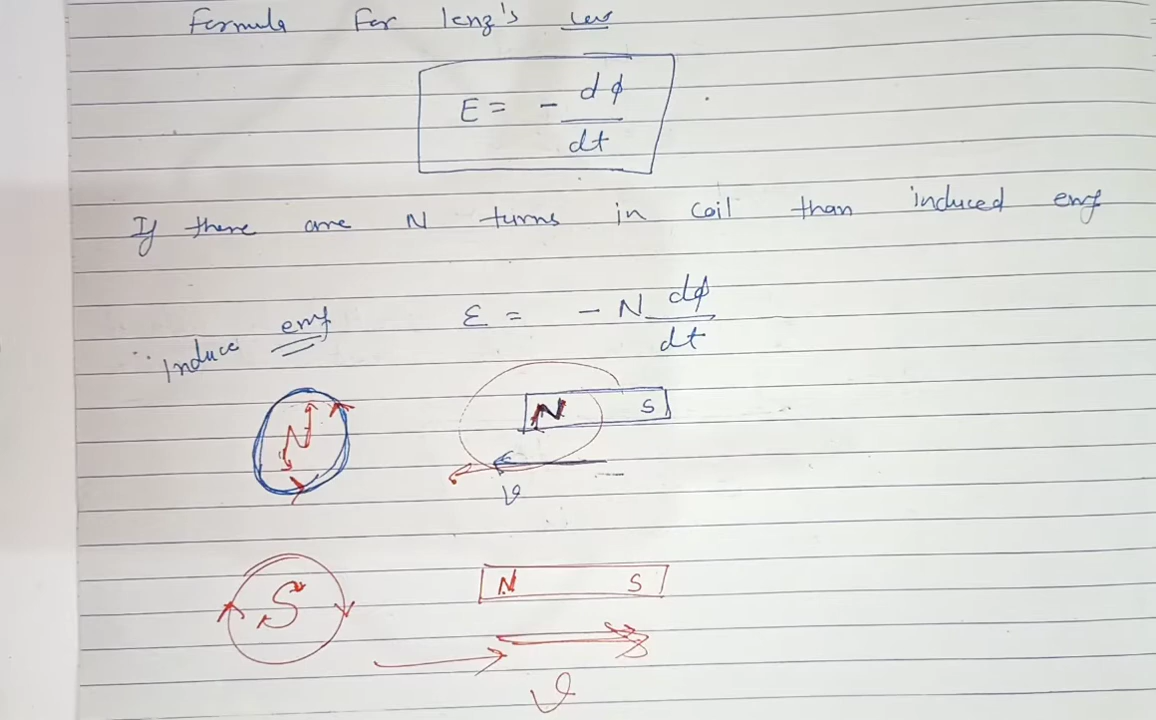 Formula For lenz's law
E = - dφ/dt
If there are N turns in coil than induced emf
induce emf
ε = - N dφ/dt
N
N S
v
S
N S
v